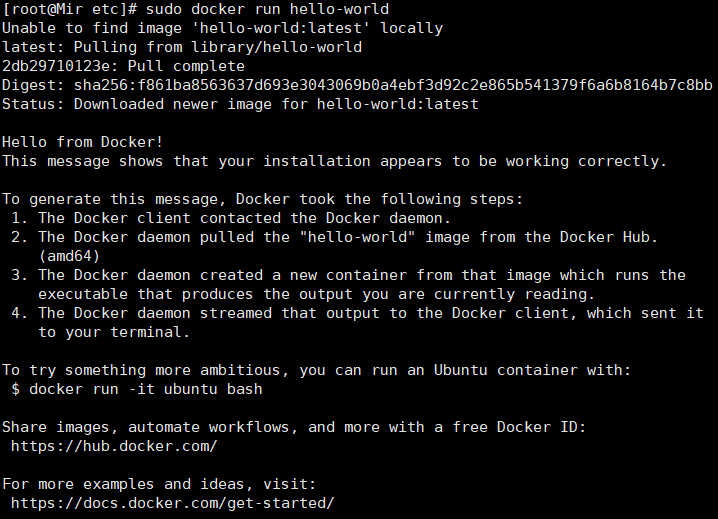 [root@Mir etc]# sudo docker run hello-world
Unable to find image 'hello-world:latest' locally
latest: Pulling from library/hello-world
2db29710123e: Pull complete
Digest: sha256:f861ba8563637d693e3043069b0a4ebf3d92c2e865b541379f6a6b8164b7c8bb
Status: Downloaded newer image for hello-world:latest

Hello from Docker!
This message shows that your installation appears to be working correctly.

To generate this message, Docker took the following steps:
 1. The Docker client contacted the Docker daemon.
 2. The Docker daemon pulled the "hello-world" image from the Docker Hub.
    (amd64)
 3. The Docker daemon created a new container from that image which runs the
    executable that produces the output you are currently reading.
 4. The Docker daemon streamed that output to the Docker client, which sent it
    to your terminal.

To try something more ambitious, you can run an Ubuntu container with:
 $ docker run -it ubuntu bash

Share images, automate workflows, and more with a free Docker ID:
 https://hub.docker.com/

For more examples and ideas, visit:
 https://docs.docker.com/get-started/